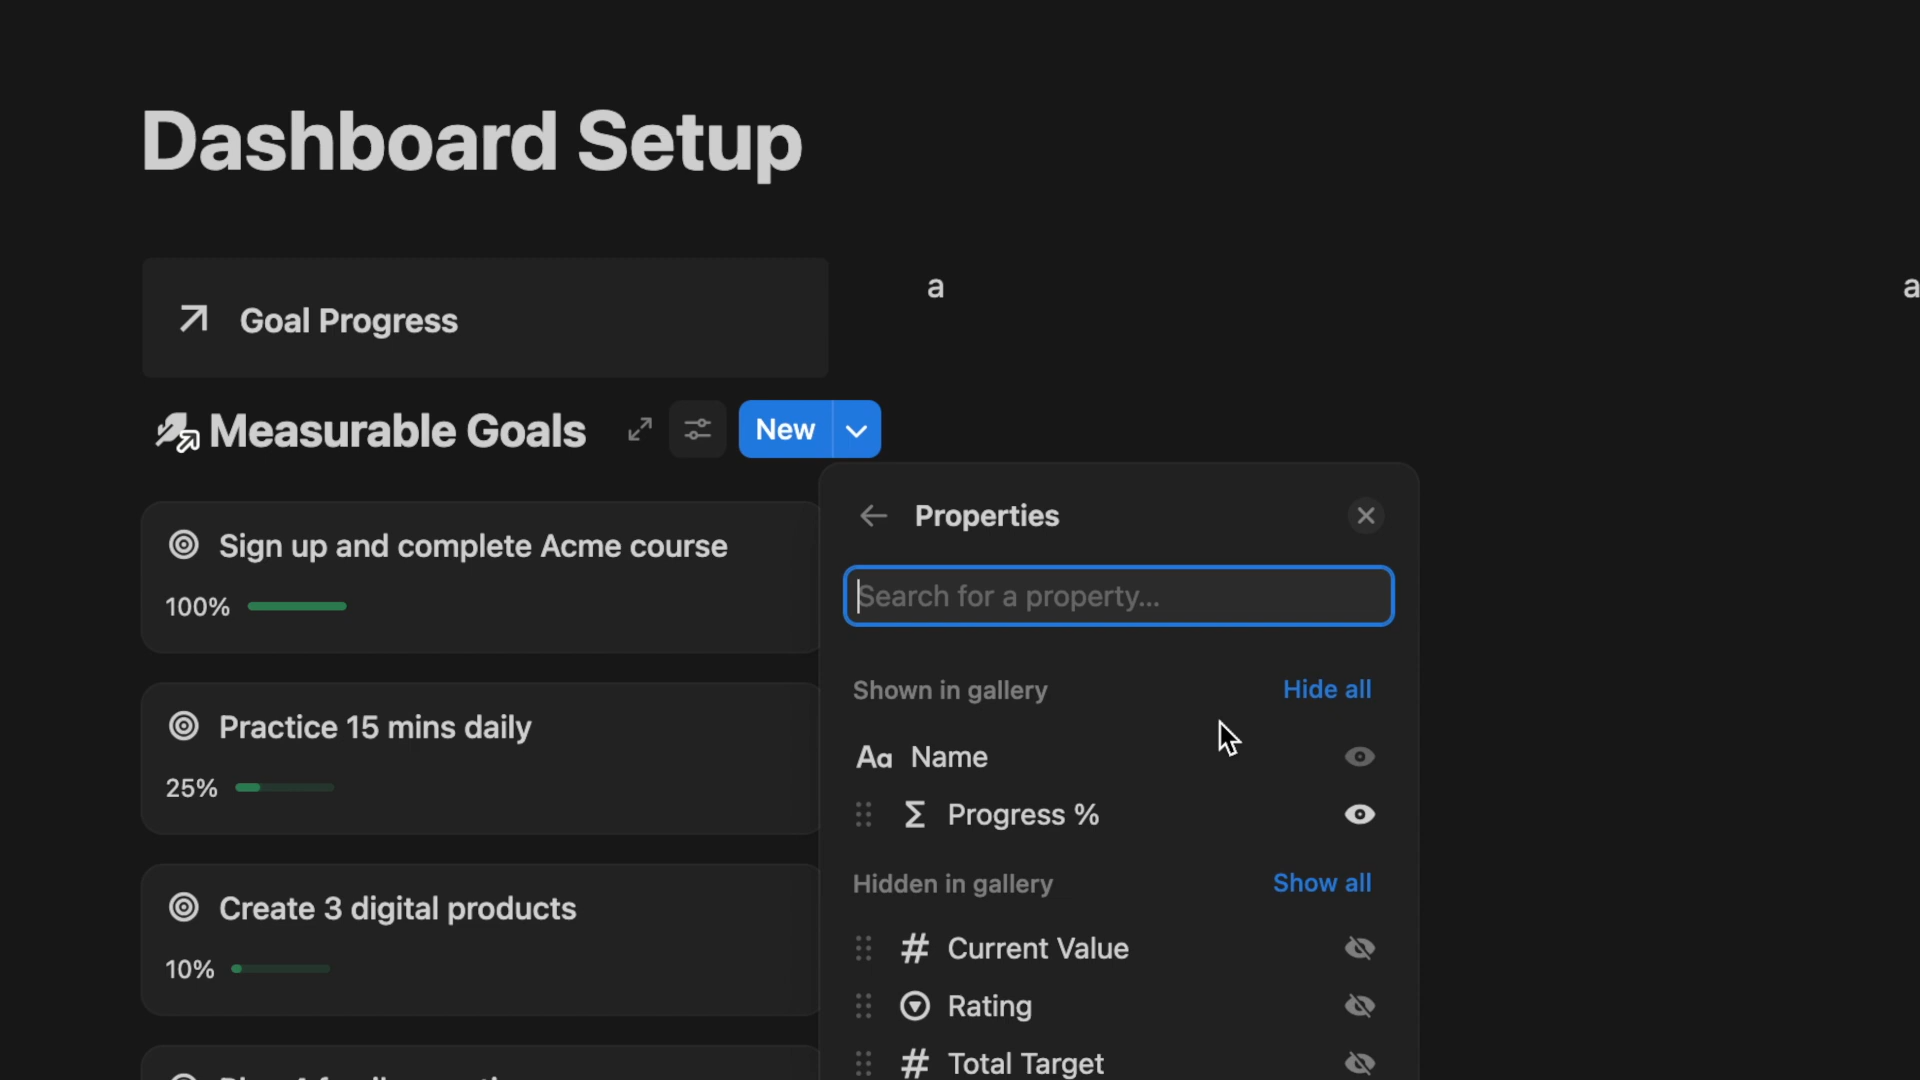 Dashboard Setup
Goal Progress
a
a
Measurable Goals
New
Properties
Search for a property...
Sign up and complete Acme course
100%
Shown in gallery
Hide all
Practice 15 mins daily
25%
Aa Name
Progress %
Hidden in gallery
Show all
Create 3 digital products
10%
# Current Value
Rating
# Total Target